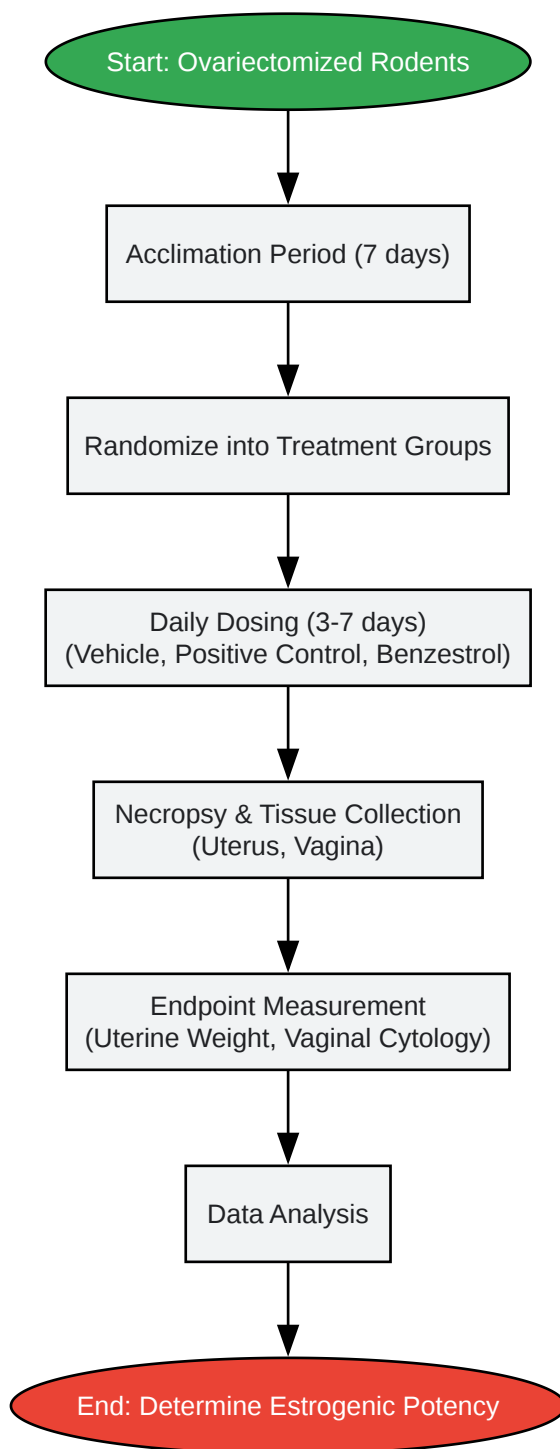 Start: Ovariectomized Rodents
Acclimation Period (7 days)
Randomize into Treatment Groups
Daily Dosing (3-7 days)
(Vehicle, Positive Control, Benzestrol)
Necropsy & Tissue Collection
(Uterus, Vagina)
Endpoint Measurement
(Uterine Weight, Vaginal Cytology)
Data Analysis
End: Determine Estrogenic Potency